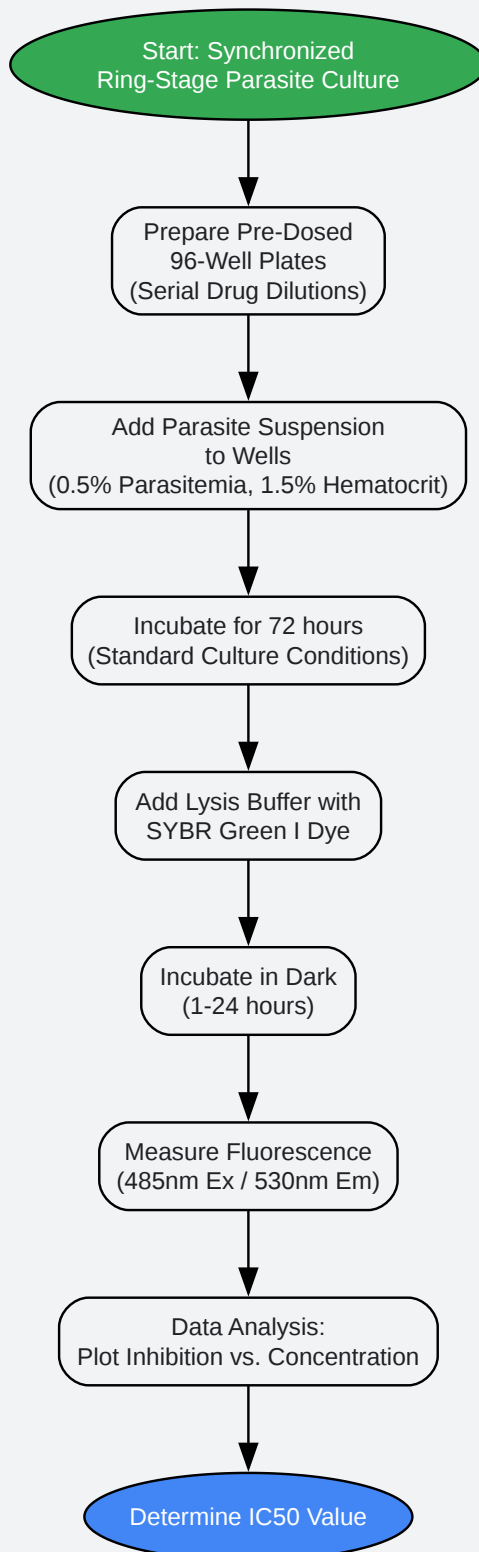 Start: Synchronized
Ring-Stage Parasite Culture
Prepare Pre-Dosed
96-Well Plates
(Serial Drug Dilutions)
Add Parasite Suspension
to Wells
(0.5% Parasitemia, 1.5% Hematocrit)
Incubate for 72 hours
(Standard Culture Conditions)
Add Lysis Buffer with
SYBR Green I Dye
Incubate in Dark
(1-24 hours)
Measure Fluorescence
(485nm Ex / 530nm Em)
Data Analysis:
Plot Inhibition vs. Concentration
Determine IC50 Value